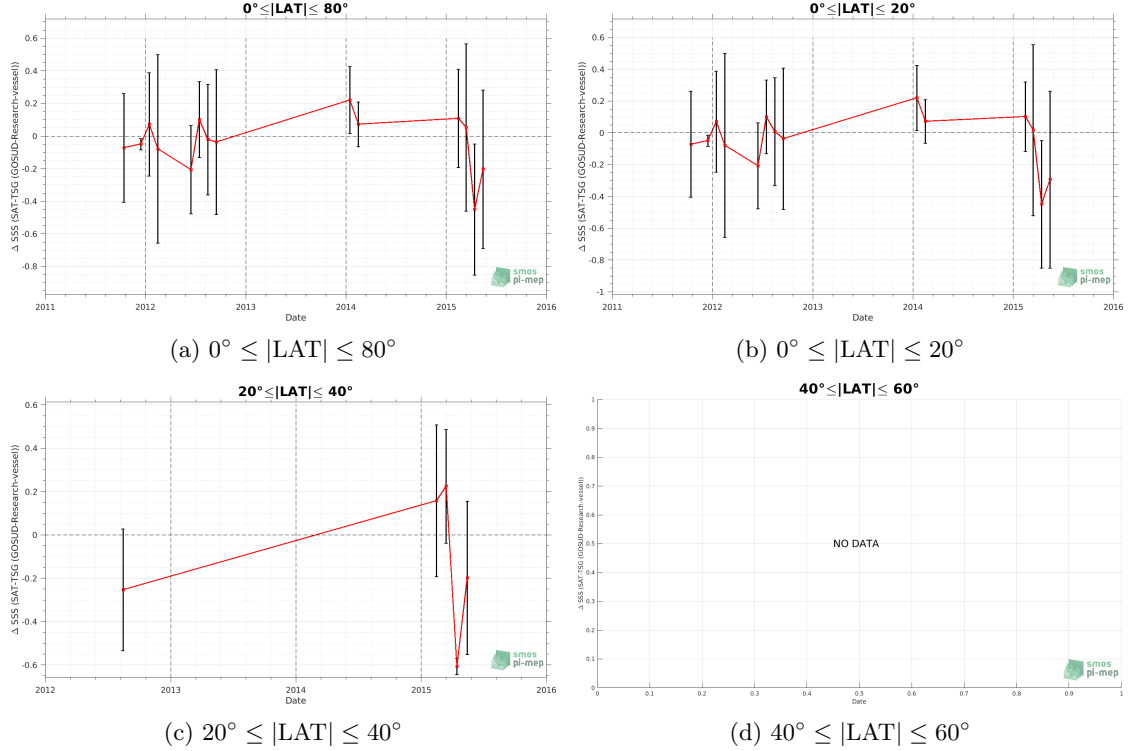 0°≤|LAT|≤ 80°
Δ SSS (SAT-TSG (GOSUD-Research-vessel))
0.6
0.4
0.2
0
-0.2
-0.4
-0.6
-0.8
2011
2012
2013
2014
2015
2016
Date
smos
pi-mep
(a) 0° ≤ |LAT| ≤ 80°
0°≤|LAT|≤ 20°
Δ SSS (SAT-TSG (GOSUD-Research-vessel))
0.6
0.4
0.2
0
-0.2
-0.4
-0.6
-0.8
-1
2011
2012
2013
2014
2015
2016
Date
smos
pi-mep
(b) 0° ≤ |LAT| ≤ 20°
20°≤|LAT|≤ 40°
Δ SSS (SAT-TSG (GOSUD-Research-vessel))
0.6
0.4
0.2
0
-0.2
-0.4
-0.6
2012
2013
2014
2015
2016
Date
smos
pi-mep
(c) 20° ≤ |LAT| ≤ 40°
40°≤|LAT|≤ 60°
Δ SSS (SAT-TSG (GOSUD-Research-vessel))
1
0.9
0.8
0.7
0.6
0.5
0.4
0.3
0.2
0.1
0
NO DATA
0
0.1
0.2
0.3
0.4
0.5
0.6
0.7
0.8
0.9
1
Date
smos
pi-mep
(d) 40° ≤ |LAT| ≤ 60°